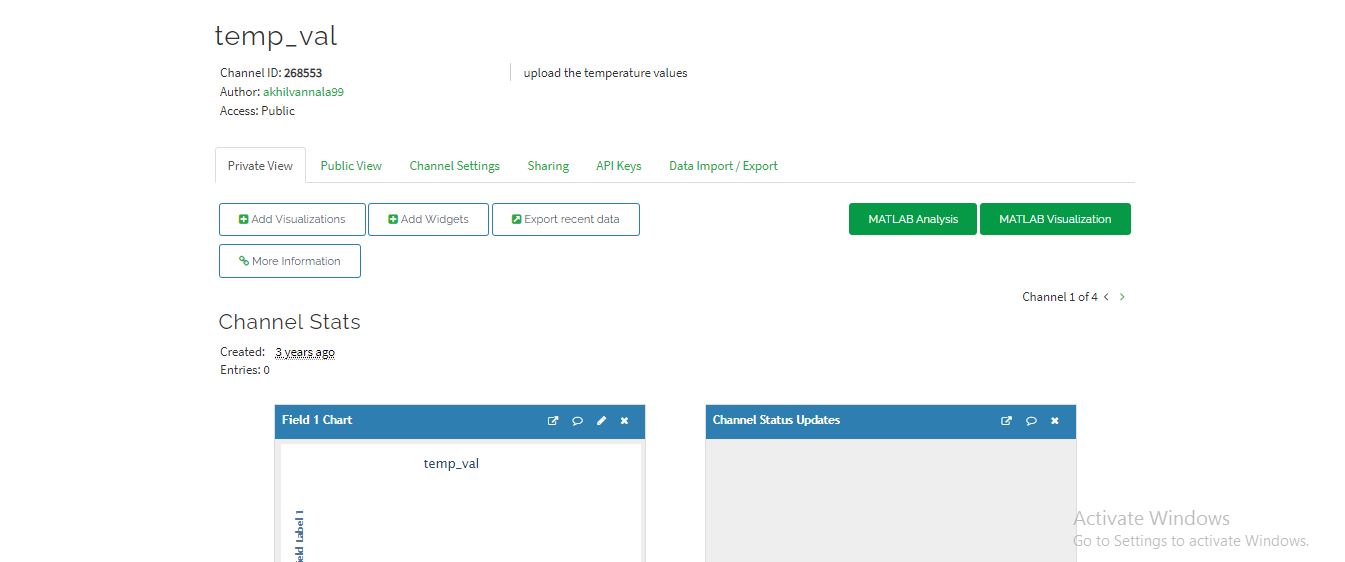 temp_val
Channel ID: 268553
Author: akhilvannala99
Access: Public
upload the temperature values
Private View
Public View
Channel Settings
Sharing
API Keys
Data Import / Export
Add Visualizations
Add Widgets
Export recent data
MATLAB Analysis
MATLAB Visualization
More Information
Channel 1 of 4 < >
Channel Stats
Created: 3 years ago
Entries: 0
Field 1 Chart
temp_val
Label 1
Channel Status Updates
Activate Windows
Go to Settings to activate Windows.